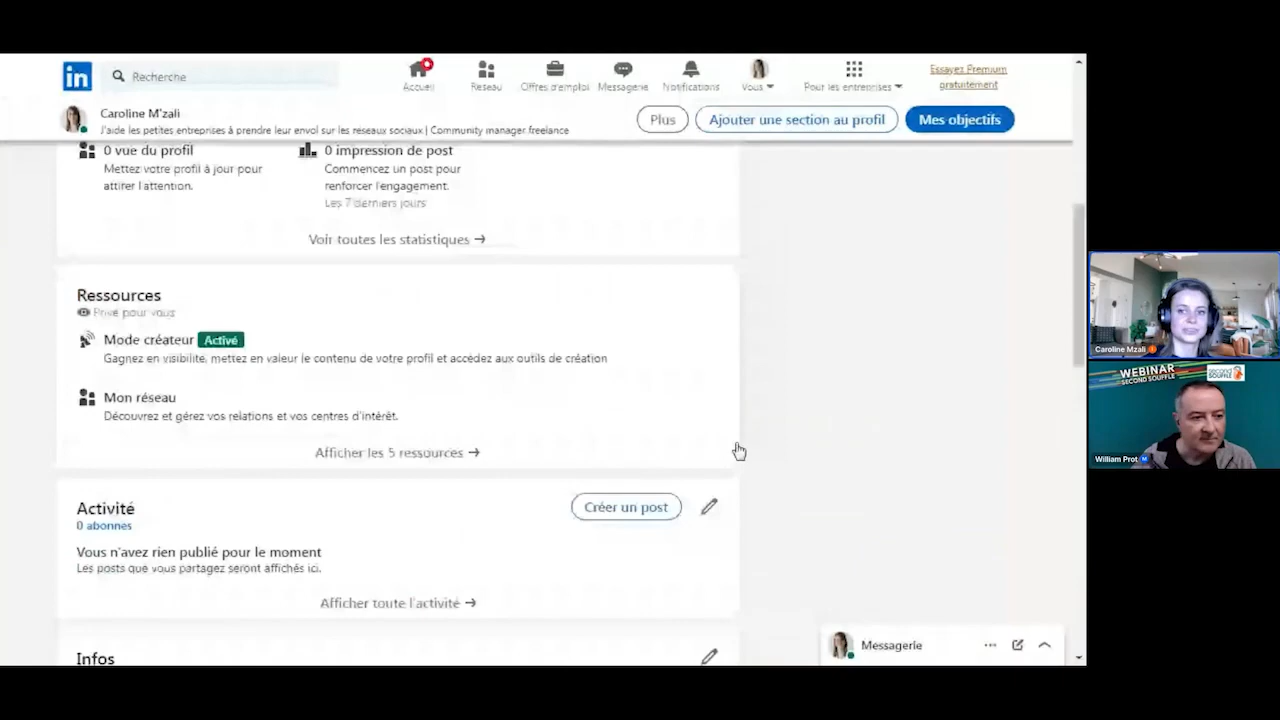 in
Recherche
Accueil
Réseau
Offres d'emploi
Messagerie
Notifications
Vous
Pour les entreprises
Essayez Premium
gratuitement
Caroline M'zali
J'aide les petites entreprises à prendre leur envol sur les réseaux sociaux | Community manager freelance
Plus
Ajouter une section au profil
Mes objectifs
0 vue du profil
Mettez votre profil à jour pour
attirer l'attention.
0 impression de post
Commencez un post pour
renforcer l'engagement.
Les 7 derniers jours
Voir toutes les statistiques →
Ressources
Privé pour vous
Mode créateur Activé
Gagnez en visibilité, mettez en valeur le contenu de votre profil et accédez aux outils de création
Mon réseau
Découvrez et gérez vos relations et vos centres d'intérêt.
Afficher les 5 ressources →
Activité
0 abonnés
Créer un post
Vous n'avez rien publié pour le moment
Les posts que vous partagez seront affichés ici.
Afficher toute l'activité →
Infos
Messagerie
Caroline Mzali
WEBINAR
SECOND SOUFFLE
SECOND
SOUFFLE
William Prot